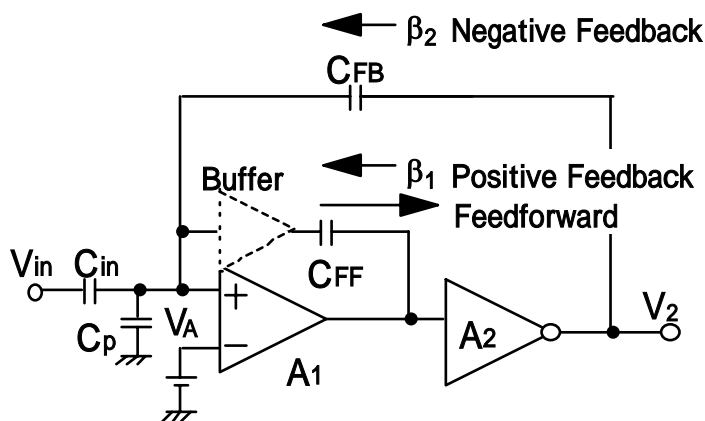 β2 Negative Feedback
CFB
β1 Positive Feedback
Feedforward
Buffer
CFF
Vin
Cin
Cp
VA
+
−
A1
A2
V2